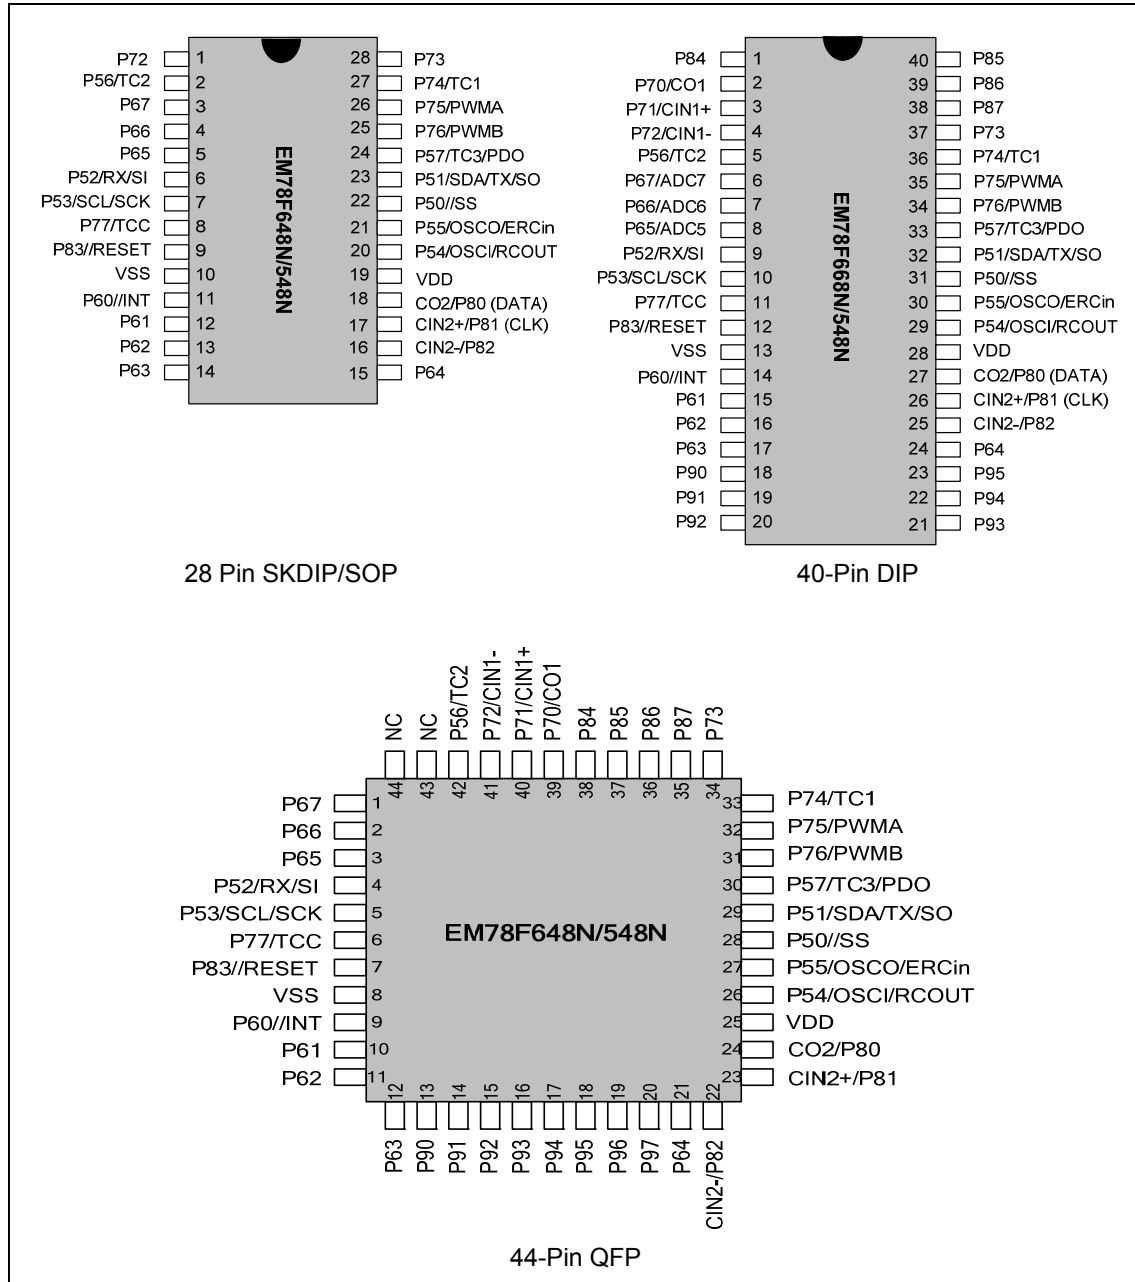 P72 1 28 P73
P56/TC2 2 27 P74/TC1
P67 3 26 P75/PWMA
P66 4 25 P76/PWMB
P65 5 24 P57/TC3/PDO
P52/RX/SI 6 23 P51/SDA/TX/SO
P53/SCL/SCK 7 22 P50//SS
P77/TCC 8 21 P55/OSCO/ERCin
P83//RESET 9 20 P54/OSCI/RCOUT
VSS 10 19 VDD
P60//INT 11 18 CO2/P80 (DATA)
P61 12 17 CIN2+/P81 (CLK)
P62 13 16 CIN2-/P82
P63 14 15 P64
EM78F648N/548N
28 Pin SKDIP/SOP
P84 1 40 P85
P70/CO1 2 39 P86
P71/CIN1+ 3 38 P87
P72/CIN1- 4 37 P73
P56/TC2 5 36 P74/TC1
P67/ADC7 6 35 P75/PWMA
P66/ADC6 7 34 P76/PWMB
P65/ADC5 8 33 P57/TC3/PDO
P52/RX/SI 9 32 P51/SDA/TX/SO
P53/SCL/SCK 10 31 P50//SS
P77/TCC 11 30 P55/OSCO/ERCin
P83//RESET 12 29 P54/OSCI/RCOUT
VSS 13 28 VDD
P60//INT 14 27 CO2/P80 (DATA)
P61 15 26 CIN2+/P81 (CLK)
P62 16 25 CIN2-/P82
P63 17 24 P64
P90 18 23 P95
P91 19 22 P94
P92 20 21 P93
EM78F668N/548N
40-Pin DIP
NC NC P56/TC2 P72/CIN1- P71/CIN1+ P70/CO1 P84 P85 P86 P87 P73
44 43 42 41 40 39 38 37 36 35 34
P67 1 33 P74/TC1
P66 2 32 P75/PWMA
P65 3 31 P76/PWMB
P52/RX/SI 4 30 P57/TC3/PDO
P53/SCL/SCK 5 29 P51/SDA/TX/SO
EM78F648N/548N
P77/TCC 6 28 P50//SS
P83//RESET 7 27 P55/OSCO/ERCin
VSS 8 26 P54/OSCI/RCOUT
P60//INT 9 25 VDD
P61 10 24 CO2/P80
P62 11 23 CIN2+/P81
12 13 14 15 16 17 18 19 20 21 22
P63 P90 P91 P92 P93 P94 P95 P96 P97 P64 CIN2-/P82
44-Pin QFP